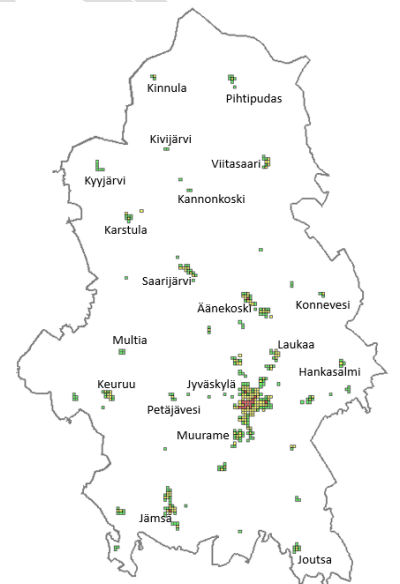 Kinnula
Pihtipudas
Kivijärvi
Viitasaari
Kyyjärvi
Kannonkoski
Karstula
Saarijärvi
Äänekoski
Konnevesi
Multia
Laukaa
Hankasalmi
Keuruu
Jyväskylä
Petäjävesi
Muurame
Jämsä
Joutsa